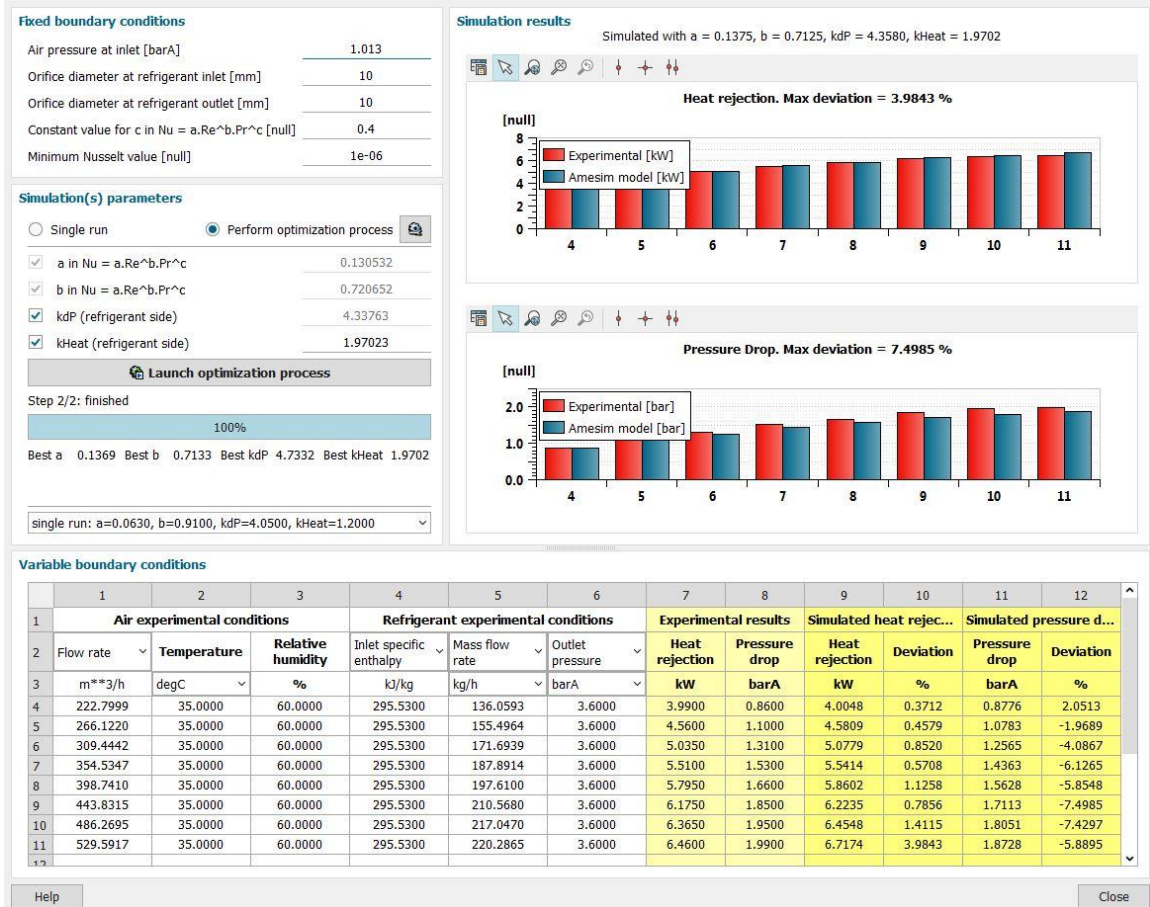 Fixed boundary conditions
Air pressure at inlet [barA] 1.013
Orifice diameter at refrigerant inlet [mm] 10
Orifice diameter at refrigerant outlet [mm] 10
Constant value for c in Nu = a.Re^b.Pr^c [null] 0.4
Minimum Nusselt value [null] 1e-06
Simulation(s) parameters
Single run Perform optimization process
a in Nu = a.Re^b.Pr^c 0.130532
b in Nu = a.Re^b.Pr^c 0.720652
kdP (refrigerant side) 4.33763
kHeat (refrigerant side) 1.97023
Launch optimization process
Step 2/2: finished
100%
Best a 0.1369 Best b 0.7133 Best kdP 4.7332 Best kHeat 1.9702
single run: a=0.0630, b=0.9100, kdP=4.0500, kHeat=1.2000
Simulation results
Simulated with a = 0.1375, b = 0.7125, kdP = 4.3580, kHeat = 1.9702
Heat rejection. Max deviation = 3.9843 %
[null]
8
6
4
2
0
Experimental [kW]
Amesim model [kW]
4 5 6 7 8 9 10 11
Pressure Drop. Max deviation = 7.4985 %
[null]
2.0
1.0
0.0
Experimental [bar]
Amesim model [bar]
4 5 6 7 8 9 10 11
Variable boundary conditions
1 2 3 4 5 6 7 8 9 10 11 12
1 Air experimental conditions Refrigerant experimental conditions Experimental results Simulated heat rejec... Simulated pressure d...
2 Flow rate Temperature Relative humidity Inlet specific enthalpy Mass flow rate Outlet pressure Heat rejection Pressure drop Heat rejection Deviation Pressure drop Deviation
3 m**3/h degC % kJ/kg kg/h barA kW barA kW % barA %
4 222.7999 35.0000 60.0000 295.5300 136.0593 3.6000 3.9900 0.8600 4.0048 0.3712 0.8776 2.0513
5 266.1220 35.0000 60.0000 295.5300 155.4964 3.6000 4.5600 1.1000 4.5809 0.4579 1.0783 -1.9689
6 309.4442 35.0000 60.0000 295.5300 171.6939 3.6000 5.0350 1.3100 5.0779 0.8520 1.2565 -4.0867
7 354.5347 35.0000 60.0000 295.5300 187.8914 3.6000 5.5100 1.5300 5.5414 0.5708 1.4363 -6.1265
8 398.7410 35.0000 60.0000 295.5300 197.6100 3.6000 5.7950 1.6600 5.8602 1.1258 1.5628 -5.8548
9 443.8315 35.0000 60.0000 295.5300 210.5680 3.6000 6.1750 1.8500 6.2235 0.7856 1.7113 -7.4985
10 486.2695 35.0000 60.0000 295.5300 217.0470 3.6000 6.3650 1.9500 6.4548 1.4115 1.8051 -7.4297
11 529.5917 35.0000 60.0000 295.5300 220.2865 3.6000 6.4600 1.9900 6.7174 3.9843 1.8728 -5.8895
12
Help Close